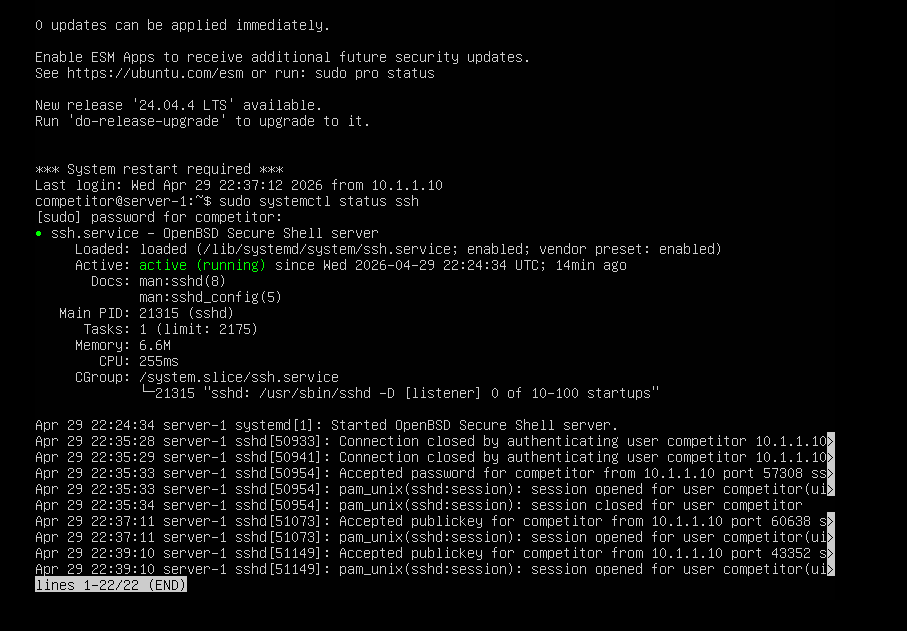 0 updates can be applied immediately.
Enable ESM Apps to receive additional future security updates.
See https://ubuntu.com/esm or run: sudo pro status
New release '24.04.4 LTS' available.
Run 'do-release-upgrade' to upgrade to it.
*** System restart required ***
Last login: Wed Apr 29 22:37:12 2026 from 10.1.1.10
competitor@server-1:~$ sudo systemctl status ssh
[sudo] password for competitor:
● ssh.service - OpenBSD Secure Shell server
Loaded: loaded (/lib/systemd/system/ssh.service; enabled; vendor preset: enabled)
Active: active (running) since Wed 2026-04-29 22:24:34 UTC; 14min ago
Docs: man:sshd(8)
man:sshd_config(5)
Main PID: 21315 (sshd)
Tasks: 1 (limit: 2175)
Memory: 6.6M
CPU: 255ms
CGroup: /system.slice/ssh.service
└─21315 "sshd: /usr/sbin/sshd -D [listener] 0 of 10-100 startups"
Apr 29 22:24:34 server-1 systemd[1]: Started OpenBSD Secure Shell server.
Apr 29 22:35:28 server-1 sshd[50933]: Connection closed by authenticating user competitor 10.1.1.10>
Apr 29 22:35:29 server-1 sshd[50941]: Connection closed by authenticating user competitor 10.1.1.10>
Apr 29 22:35:33 server-1 sshd[50954]: Accepted password for competitor from 10.1.1.10 port 57308 ss>
Apr 29 22:35:33 server-1 sshd[50954]: pam_unix(sshd:session): session opened for user competitor(ui>
Apr 29 22:35:34 server-1 sshd[50954]: pam_unix(sshd:session): session closed for user competitor
Apr 29 22:37:11 server-1 sshd[51073]: Accepted publickey for competitor from 10.1.1.10 port 60638 s>
Apr 29 22:37:11 server-1 sshd[51073]: pam_unix(sshd:session): session opened for user competitor(ui>
Apr 29 22:39:10 server-1 sshd[51149]: Accepted publickey for competitor from 10.1.1.10 port 43352 s>
Apr 29 22:39:10 server-1 sshd[51149]: pam_unix(sshd:session): session opened for user competitor(ui>
lines 1-22/22 (END)